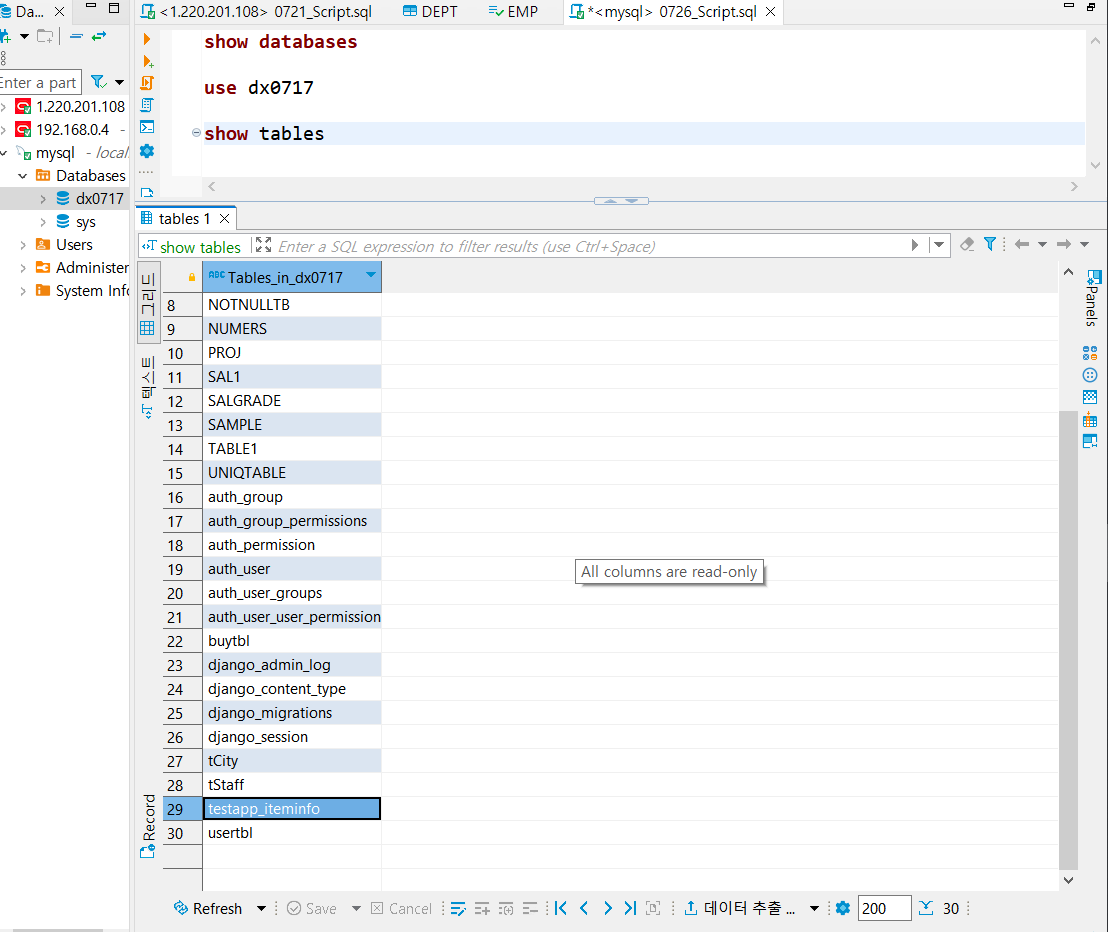 Da...
<1.220.201.108> 0721_Script.sql
DEPT
EMP
*<mysql> 0726_Script.sql
Enter a part
1.220.201.108
192.168.0.4 -
mysql - local
Databases
dx0717
sys
Users
Administer
System Info
show databases
use dx0717
show tables
tables 1
show tables
Enter a SQL expression to filter results (use Ctrl+Space)
그리드
텍스트
Record
Panels
ABC Tables_in_dx0717
8 NOTNULLTB
9 NUMERS
10 PROJ
11 SAL1
12 SALGRADE
13 SAMPLE
14 TABLE1
15 UNIQTABLE
16 auth_group
17 auth_group_permissions
18 auth_permission
19 auth_user
20 auth_user_groups
21 auth_user_user_permission
22 buytbl
23 django_admin_log
24 django_content_type
25 django_migrations
26 django_session
27 tCity
28 tStaff
29 testapp_iteminfo
30 usertbl
All columns are read-only
Refresh
Save
Cancel
데이터 추출 ...
200
30